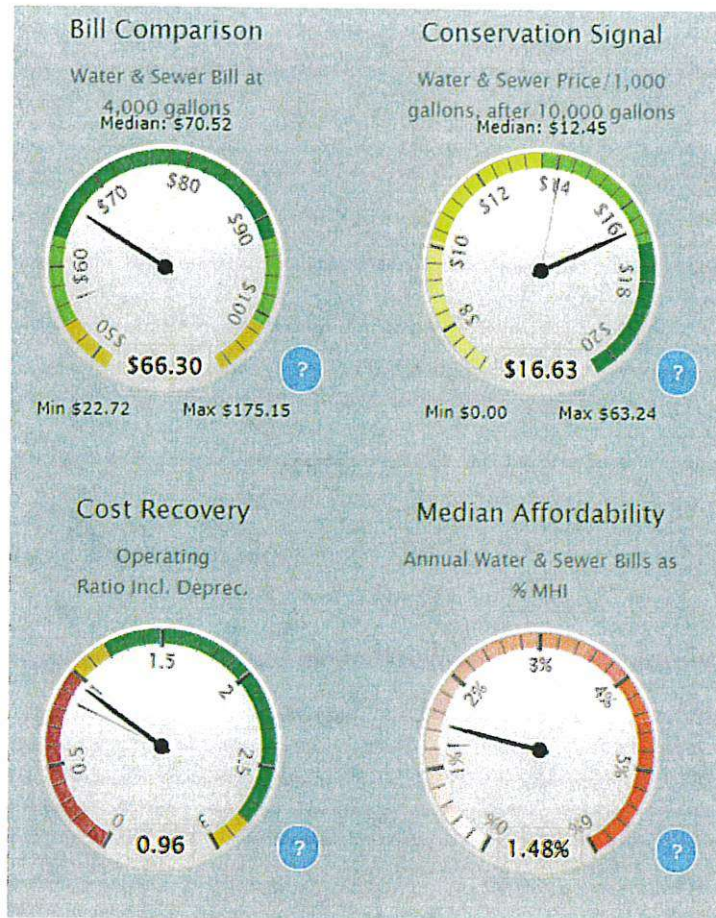 Bill Comparison
Water & Sewer Bill at
4,000 gallons
Median: $70.52
$50
$60
$70
$80
$90
$100
$66.30
?
Min $22.72 Max $175.15
Conservation Signal
Water & Sewer Price/1,000
gallons, after 10,000 gallons
Median: $12.45
$8
$10
$12
$14
$16
$18
$20
$16.63
?
Min $0.00 Max $63.24
Cost Recovery
Operating
Ratio Incl. Deprec.
0
0.5
1
1.5
2
2.5
3
0.96
?
Median Affordability
Annual Water & Sewer Bills as
% MHI
0%
1%
2%
3%
4%
5%
6%
1.48%
?